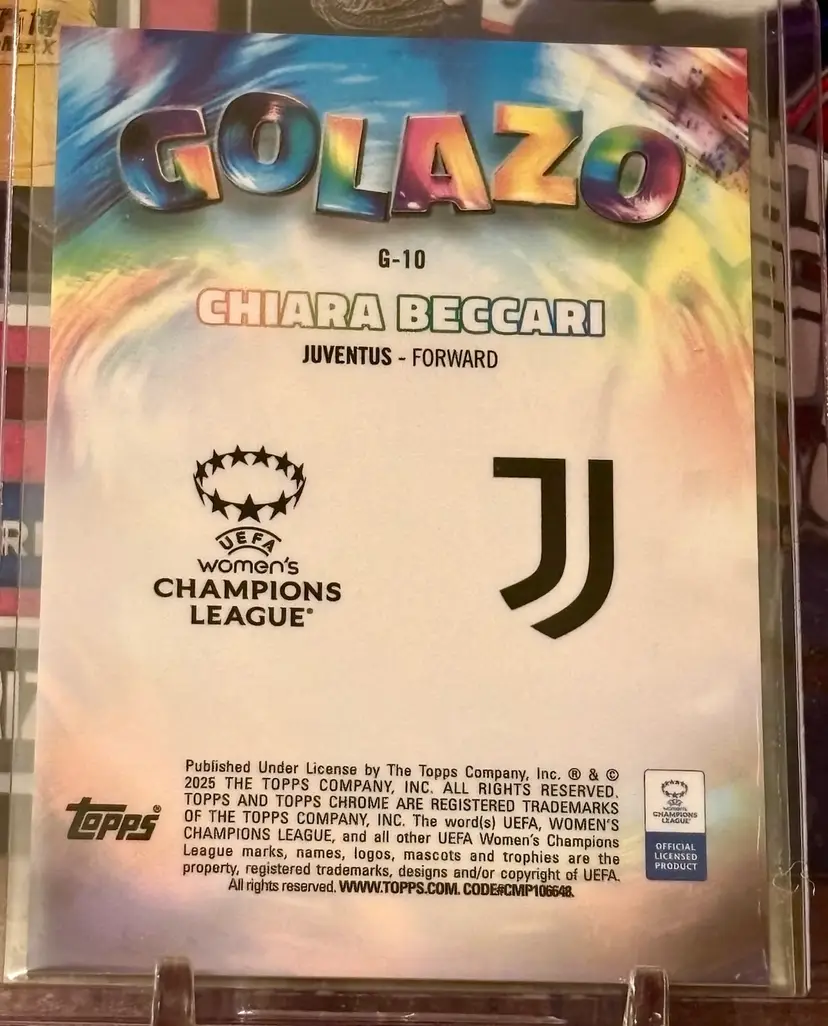 GOLAZO
G-10
CHIARA BECCARI
JUVENTUS - FORWARD
UEFA
women's
CHAMPIONS
LEAGUE®
Published Under License by The Topps Company, Inc. ® & ©
2025 THE TOPPS COMPANY, INC. ALL RIGHTS RESERVED.
TOPPS AND TOPPS CHROME ARE REGISTERED TRADEMARKS
OF THE TOPPS COMPANY, INC. The word(s) UEFA, WOMEN'S
CHAMPIONS LEAGUE, and all other UEFA Women's Champions
League marks, names, logos, mascots and trophies are the
property, registered trademarks, designs and/or copyright of UEFA.
All rights reserved. WWW.TOPPS.COM. CODE#CMP106648.
topps®
CHAMPIONS
LEAGUE
OFFICIAL
LICENSED
PRODUCT